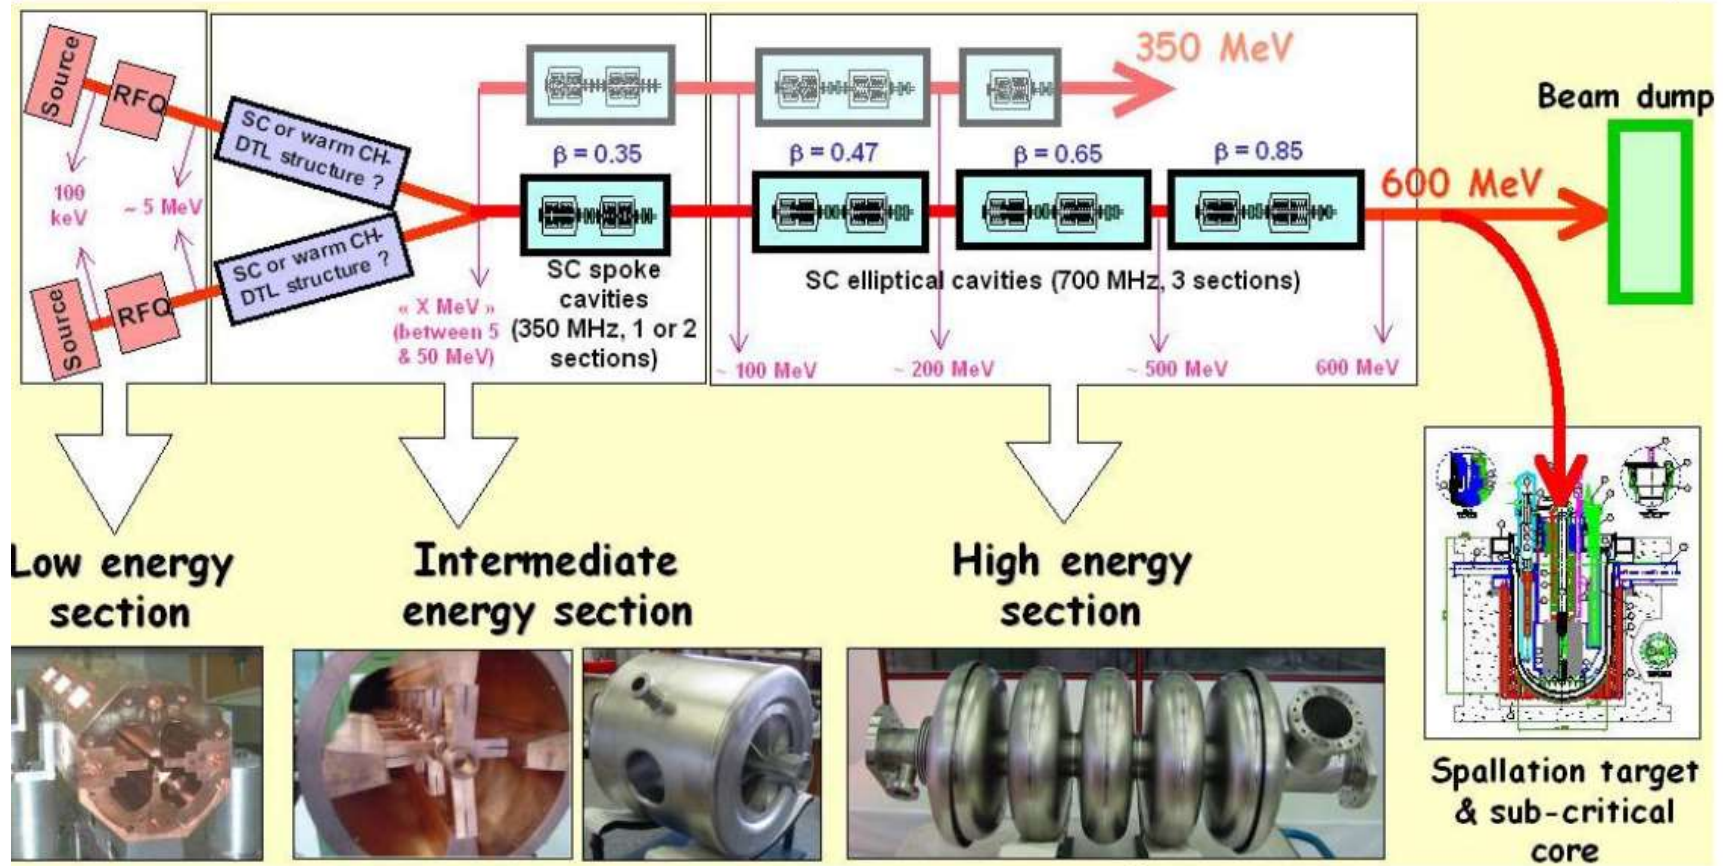 Source
RFQ
SC or warm CH-
DTL structure ?
100
keV
~ 5 MeV
Source
RFQ
SC or warm CH-
DTL structure ?
« X MeV »
(between 5
& 50 MeV)
350 MeV
β = 0.35
β = 0.47
β = 0.65
β = 0.85
600 MeV
Beam dump
SC spoke
cavities
(350 MHz, 1 or 2
sections)
SC elliptical cavities (700 MHz, 3 sections)
~ 100 MeV
~ 200 MeV
~ 500 MeV
600 MeV
Low energy
section
Intermediate
energy section
High energy
section
Spallation target
& sub-critical
core